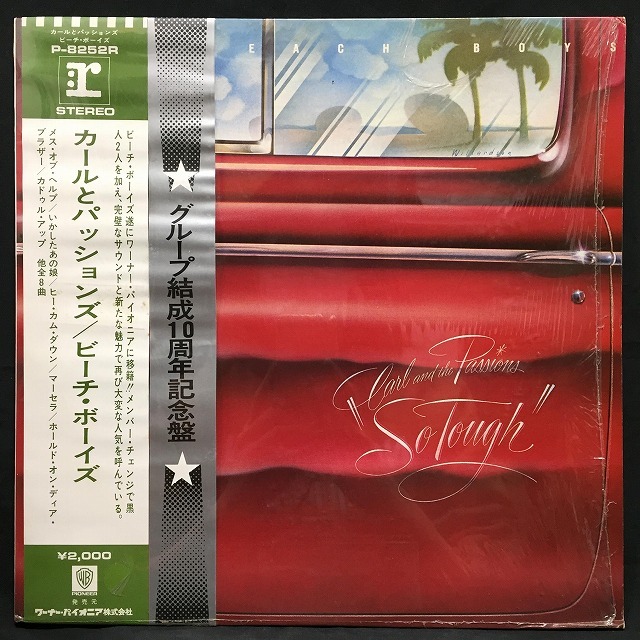 カールとパッションズ
ビーチ・ボーイズ
P-8252R
r
STEREO
カールとパッションズ/ビーチ・ボーイズ
ビーチ・ボーイズ遂にワーナー・パイオニアに移籍!!メンバー・チェンジで黒
人2人を加え、完璧なサウンドと新たな魅力で再び大変な人気を呼んでいる。
メス・オブ・ヘルプ/いかしたあの娘/ヒー・カム・ダウン/マーセラ/ホールド・オン・ディア・
ブラザー/カドゥル・アップ 他全8曲
¥2,000
WB
PIONEER
発売元
ワーナー・パイオニア株式会社
★グループ結成10周年記念盤★
EACH BOYS
Carl and the Passions
"So Tough"